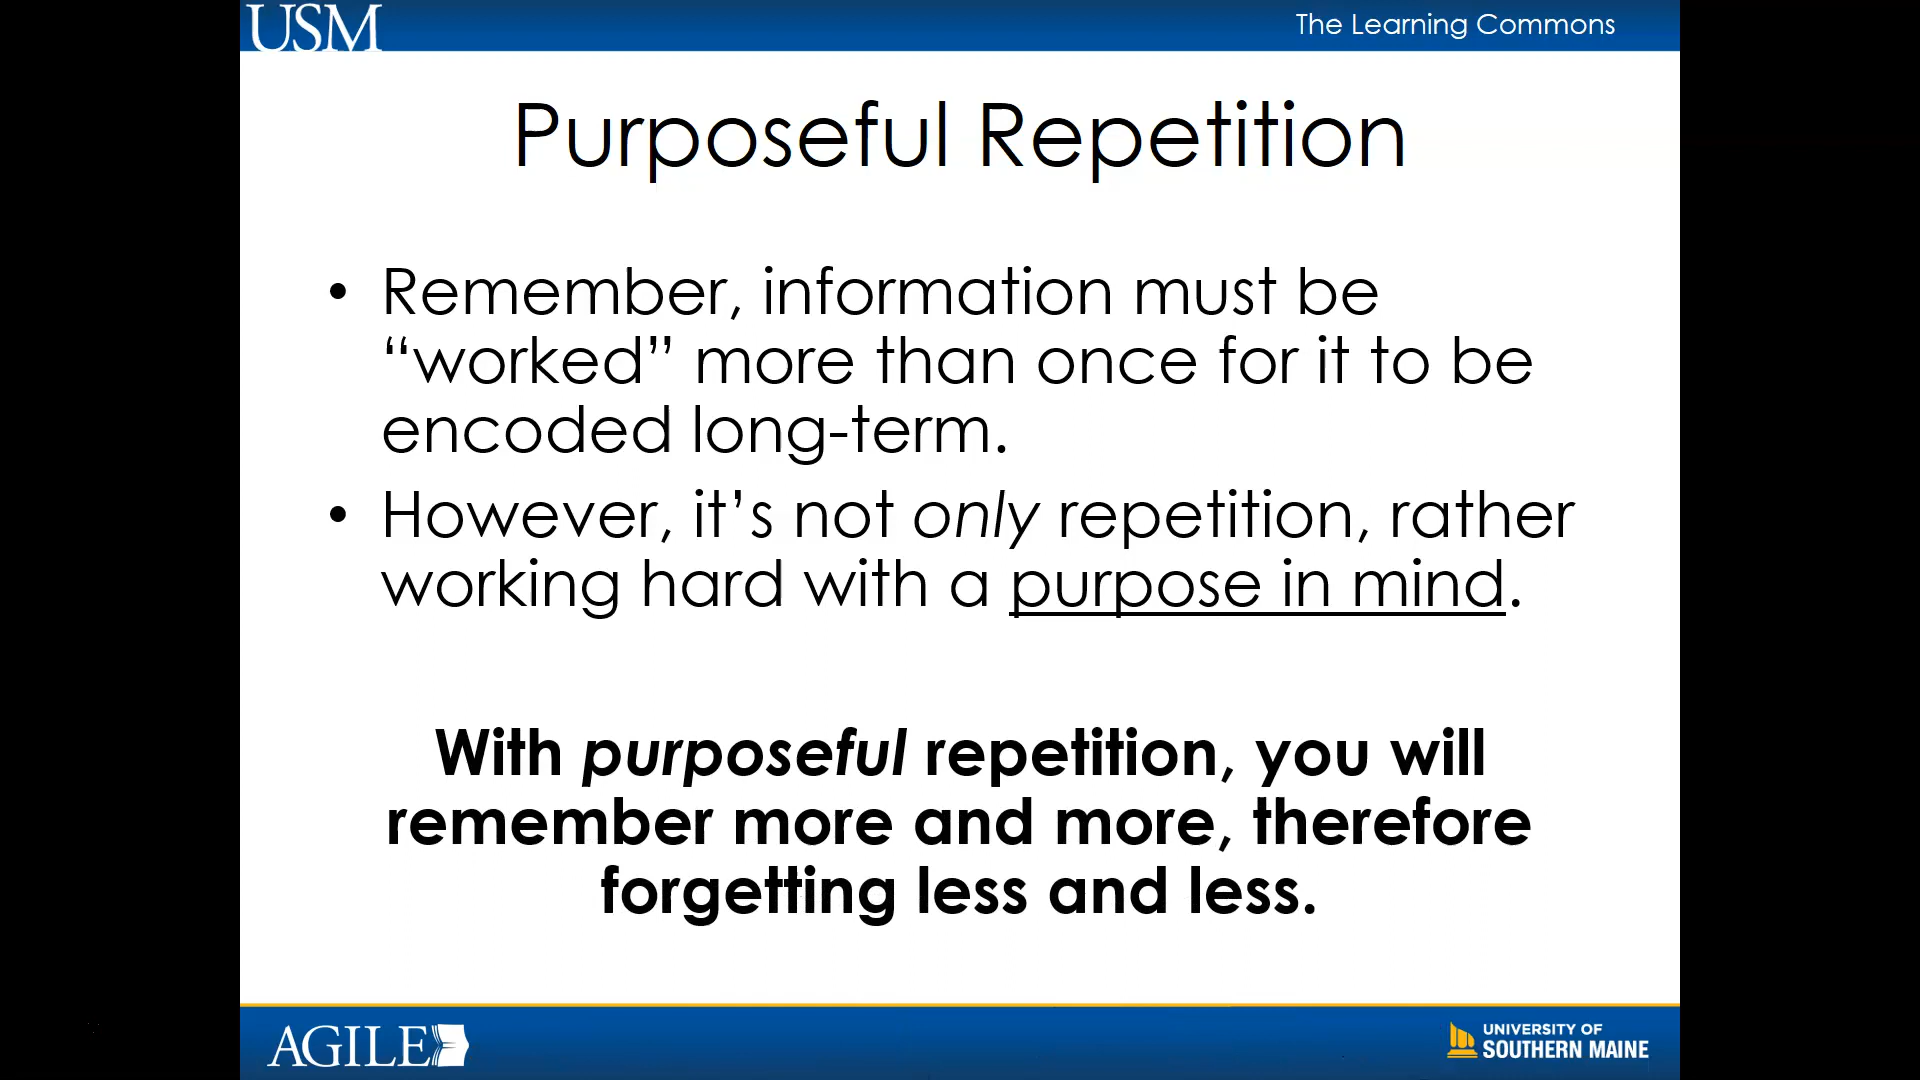 USM
The Learning Commons
Purposeful Repetition
• Remember, information must be
“worked” more than once for it to be
encoded long-term.
• However, it’s not only repetition, rather
working hard with a purpose in mind.
With purposeful repetition, you will
remember more and more, therefore
forgetting less and less.
AGILE
UNIVERSITY OF
SOUTHERN MAINE